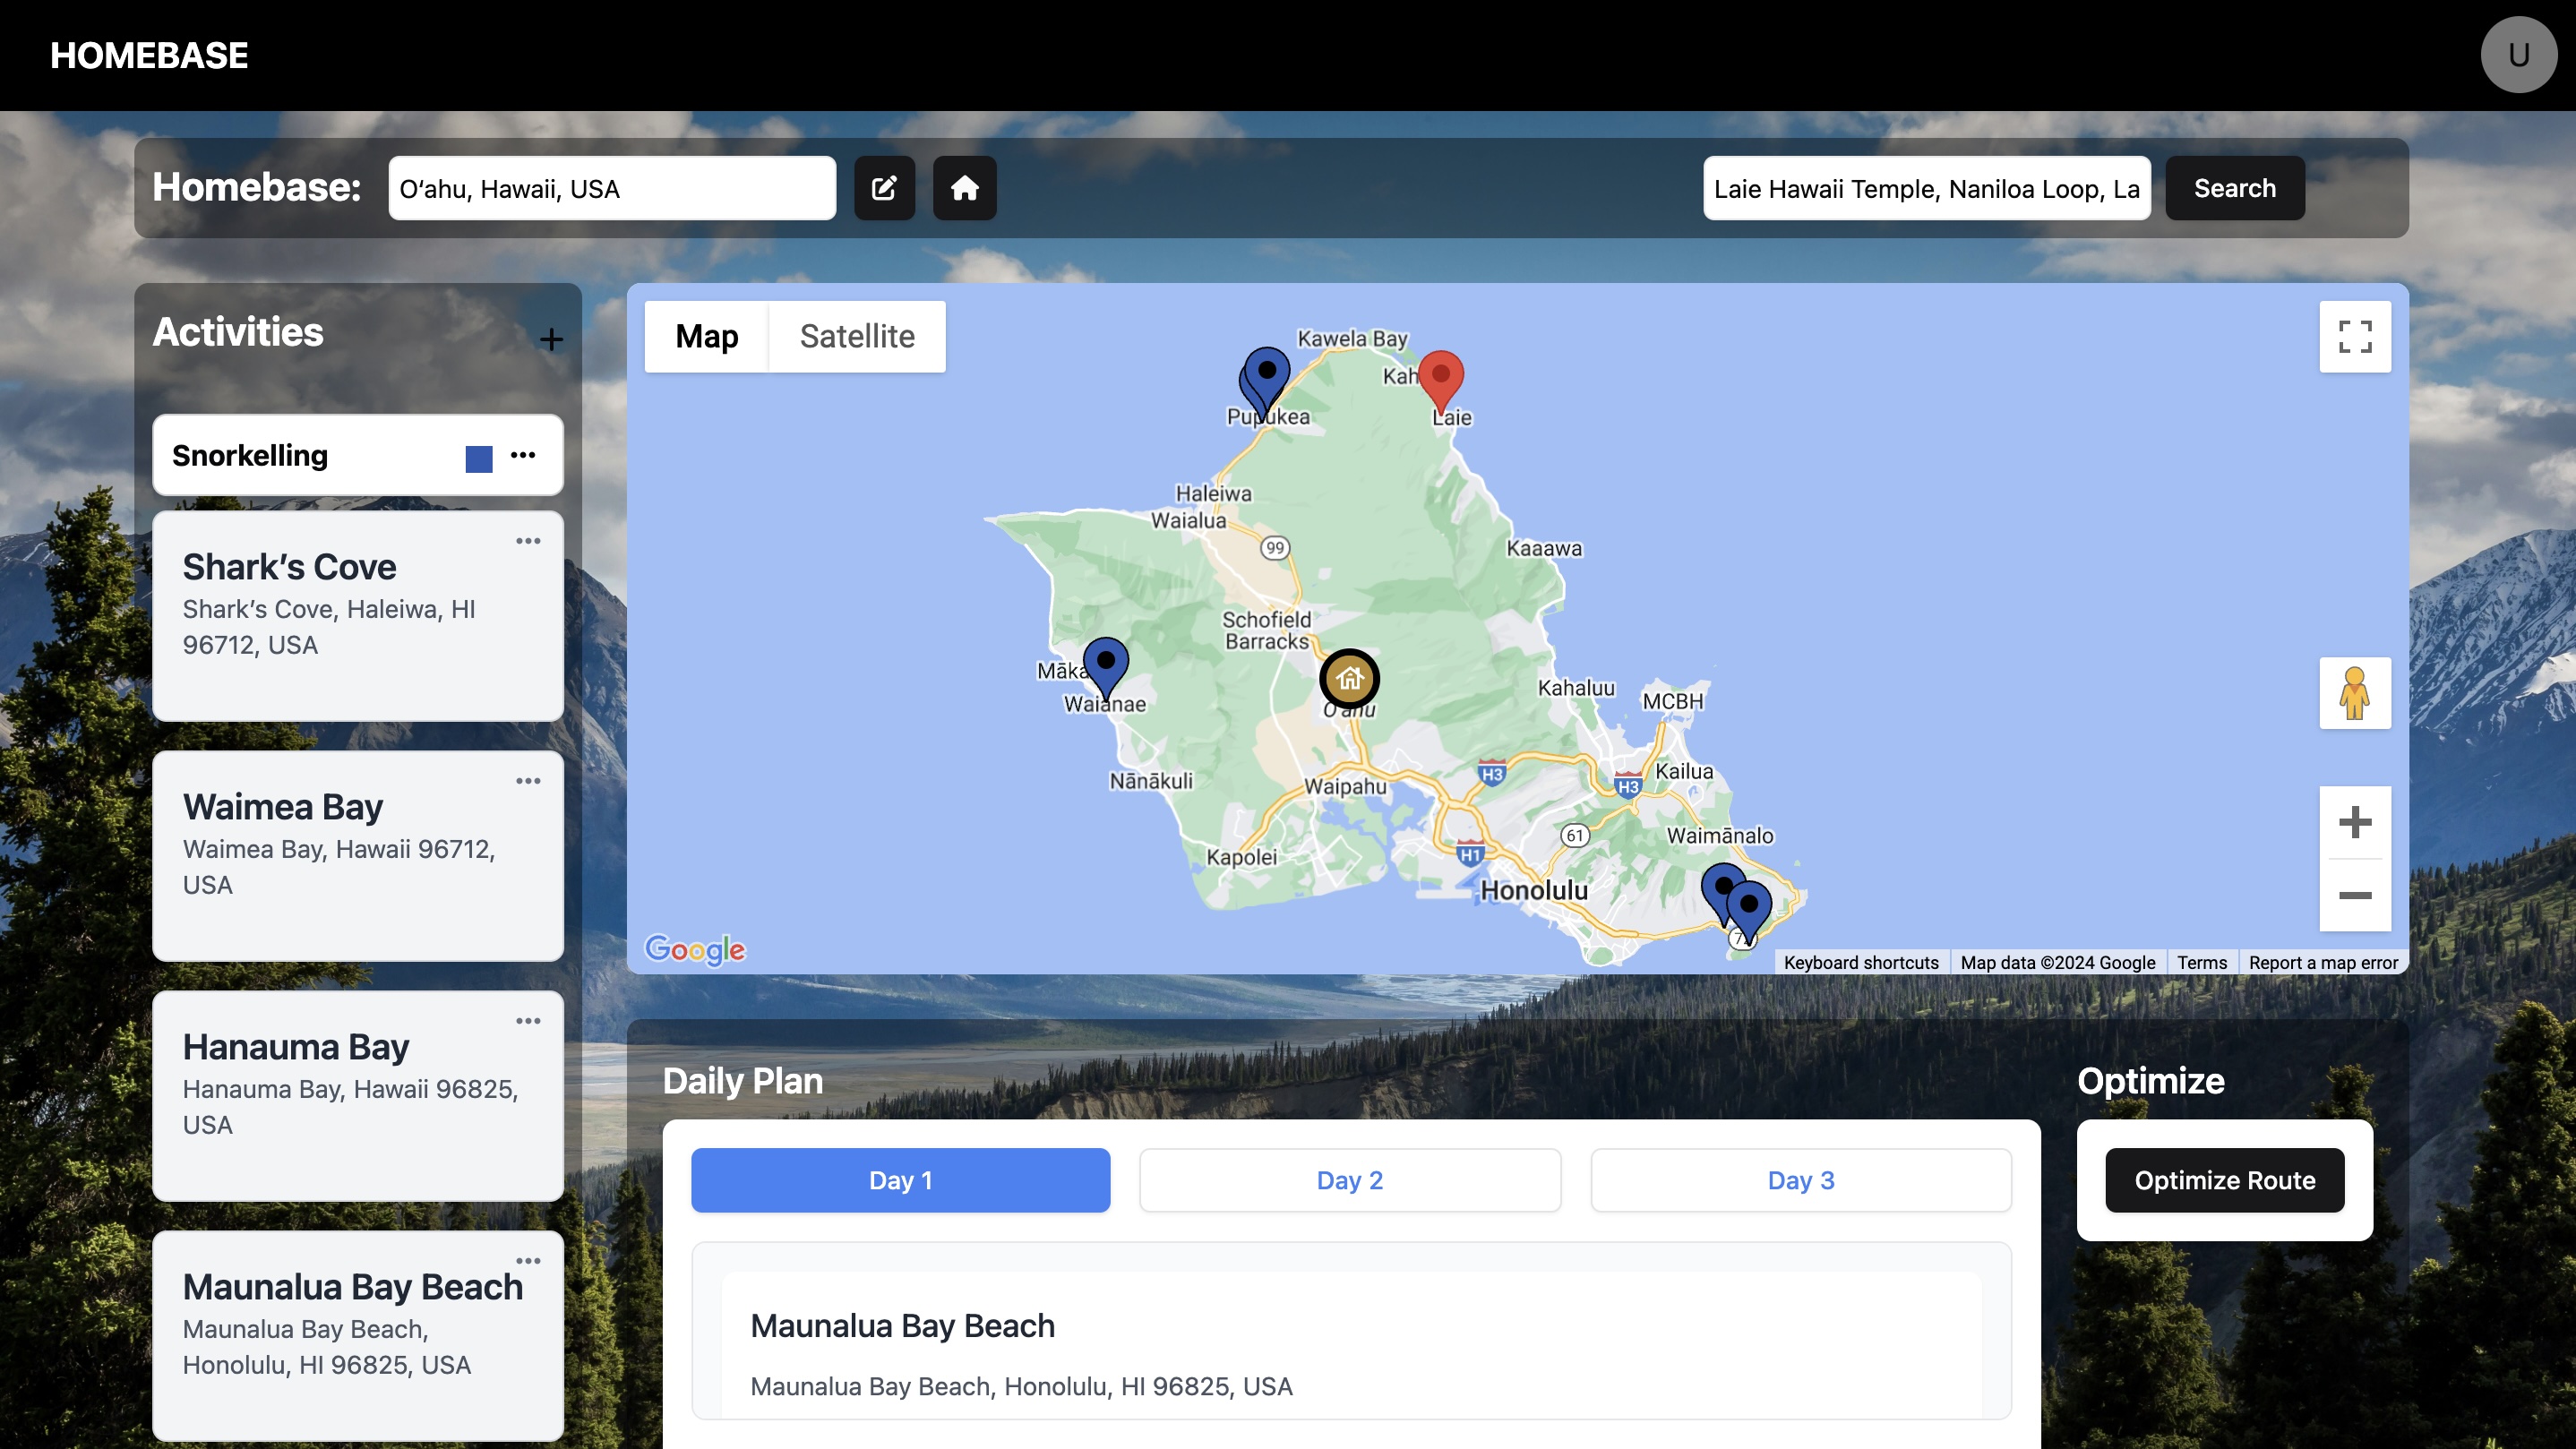 HOMEBASE
U
Homebase:
Oʻahu, Hawaii, USA
Laie Hawaii Temple, Naniloa Loop, La
Search
Activities
+
Snorkelling
Shark’s Cove
Shark’s Cove, Haleiwa, HI
96712, USA
Waimea Bay
Waimea Bay, Hawaii 96712,
USA
Hanauma Bay
Hanauma Bay, Hawaii 96825,
USA
Maunalua Bay Beach
Maunalua Bay Beach,
Honolulu, HI 96825, USA
Map
Satellite
Kawela Bay
Kah
Pupukea
Laie
Haleiwa
Waialua
99
Kaaawa
Schofield
Barracks
Māka
Waianae
Oʻahu
Kahaluu
MCBH
Nānākuli
Waipahu
H3
H3
Kailua
61
Waimānalo
H1
Kapolei
Honolulu
72
Google
Keyboard shortcuts
Map data ©2024 Google
Terms
Report a map error
Daily Plan
Day 1
Day 2
Day 3
Maunalua Bay Beach
Maunalua Bay Beach, Honolulu, HI 96825, USA
Optimize
Optimize Route